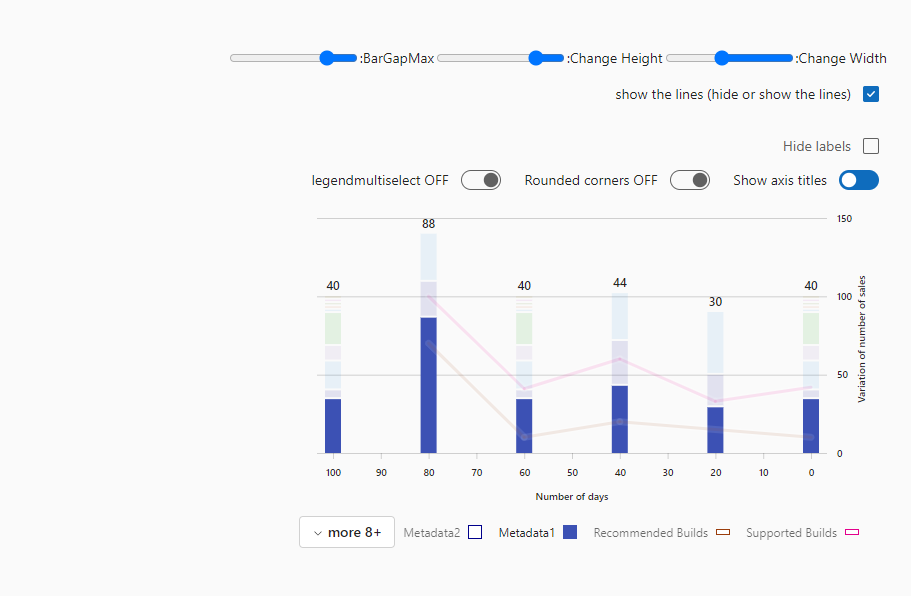 :BarGapMax :Change Height :Change Width
show the lines (hide or show the lines)
Hide labels
legendmultiselect OFF Rounded corners OFF Show axis titles
150
100
50
0
Variation of number of sales
40 88 40 44 30 40
100 90 80 70 60 50 40 30 20 10 0
Number of days
more 8+ Metadata2 Metadata1 Recommended Builds Supported Builds